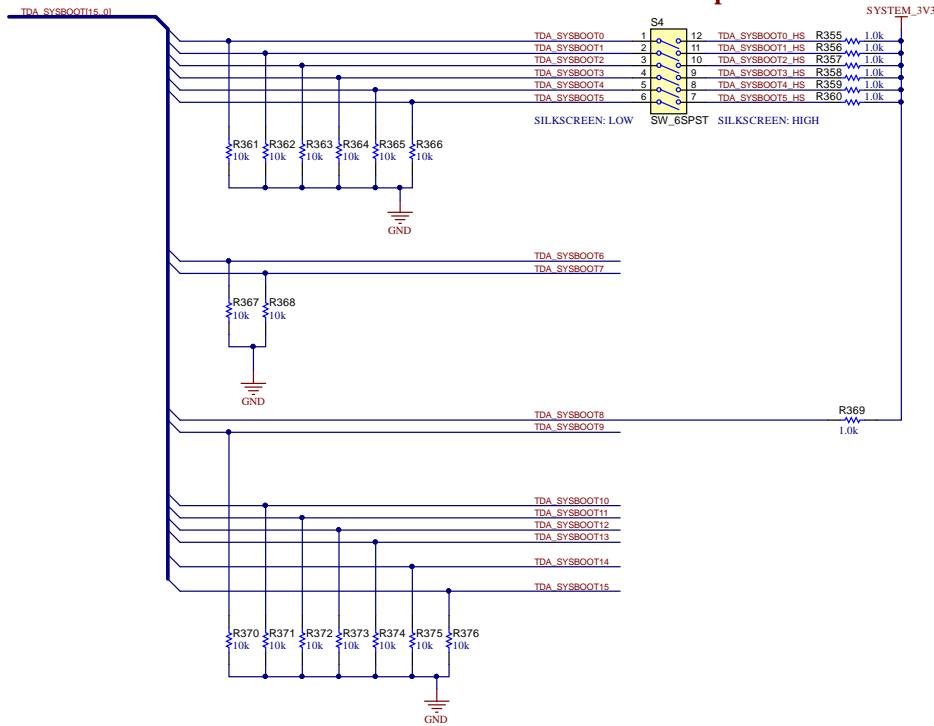 SYSTEM_3V3
TDA_SYSBOOT[15..0]
S4
TDA_SYSBOOT0 1 12 TDA_SYSBOOT0_HS R355 1.0k
TDA_SYSBOOT1 2 11 TDA_SYSBOOT1_HS R356 1.0k
TDA_SYSBOOT2 3 10 TDA_SYSBOOT2_HS R357 1.0k
TDA_SYSBOOT3 4 9 TDA_SYSBOOT3_HS R358 1.0k
TDA_SYSBOOT4 5 8 TDA_SYSBOOT4_HS R359 1.0k
TDA_SYSBOOT5 6 7 TDA_SYSBOOT5_HS R360 1.0k
SILKSCREEN: LOW SW_6SPST SILKSCREEN: HIGH
R361 R362 R363 R364 R365 R366
10k 10k 10k 10k 10k 10k
GND
TDA_SYSBOOT6
TDA_SYSBOOT7
R367 R368
10k 10k
GND
TDA_SYSBOOT8 R369
TDA_SYSBOOT9 1.0k
TDA_SYSBOOT10
TDA_SYSBOOT11
TDA_SYSBOOT12
TDA_SYSBOOT13
TDA_SYSBOOT14
TDA_SYSBOOT15
R370 R371 R372 R373 R374 R375 R376
10k 10k 10k 10k 10k 10k 10k
GND